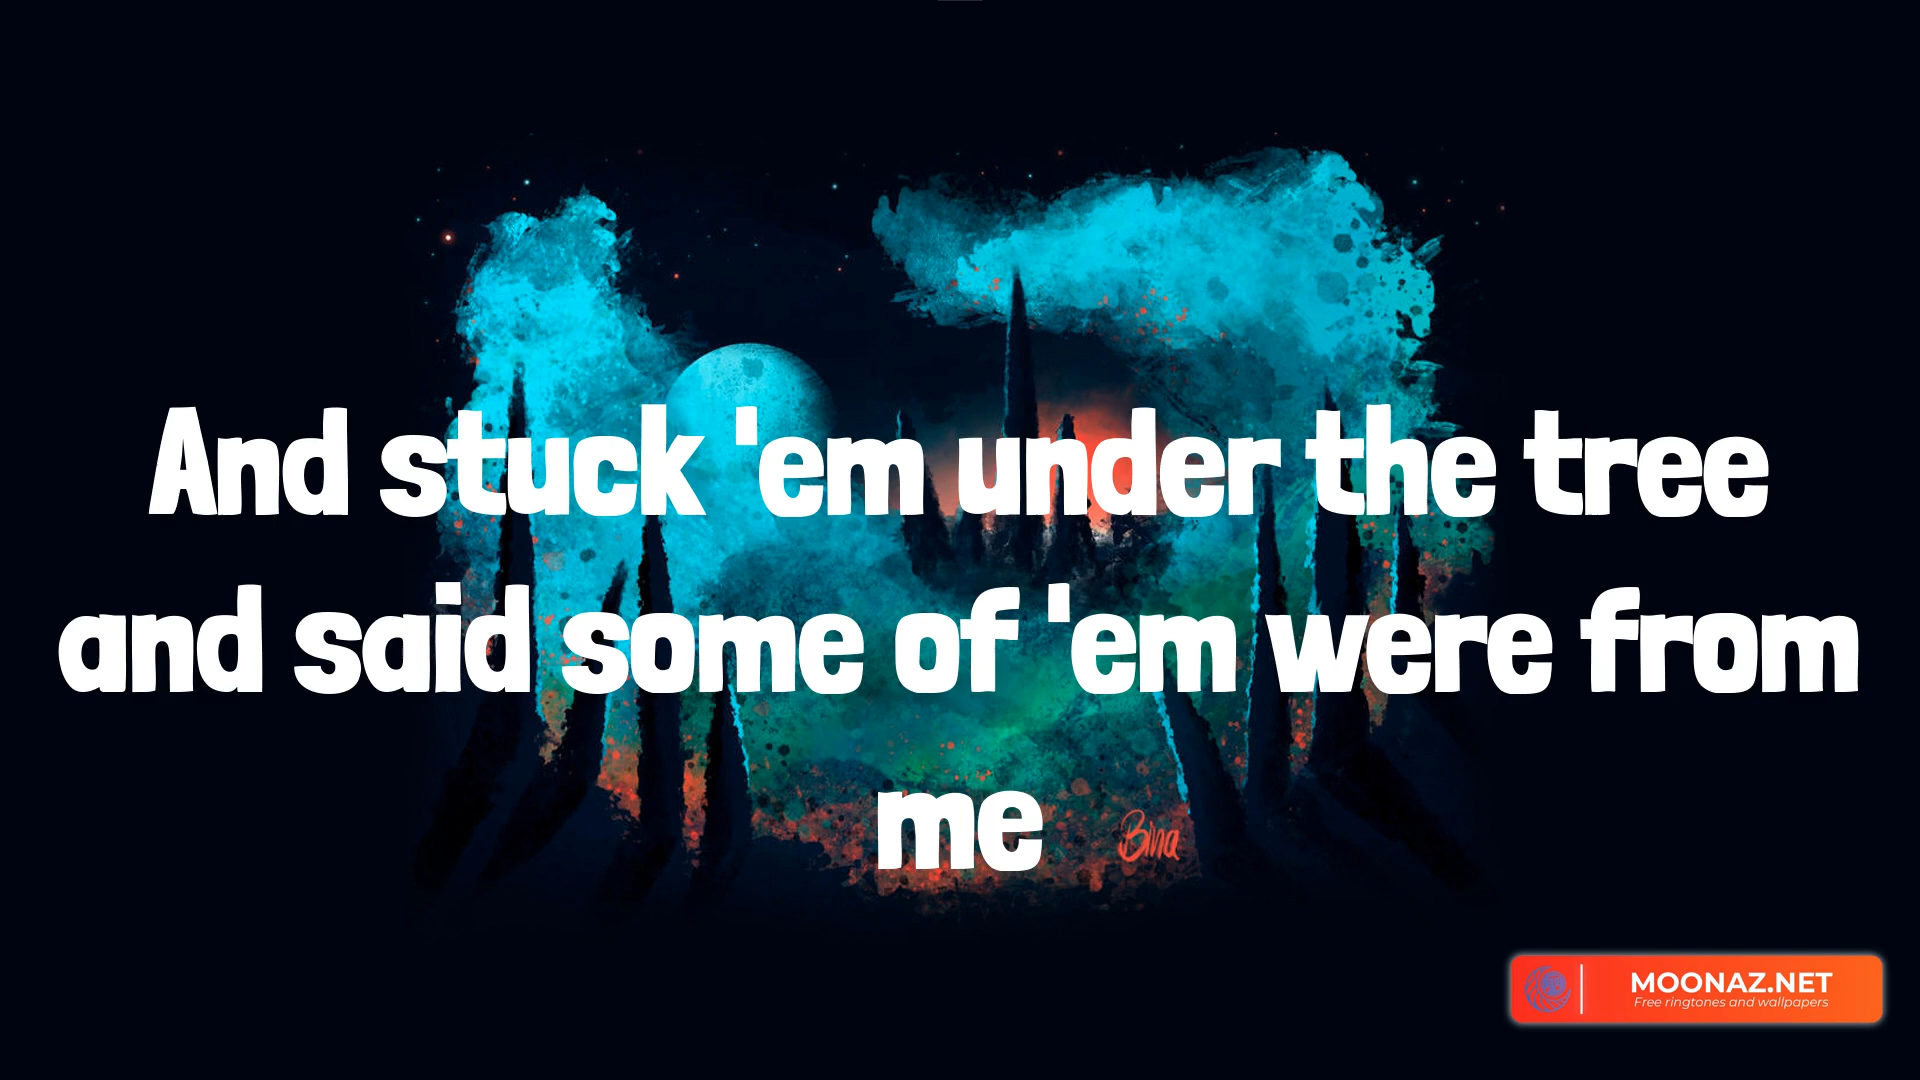 And stuck 'em under the tree
and said some of 'em were from
me
Bina
MOONAZ.NET
Free ringtones and wallpapers